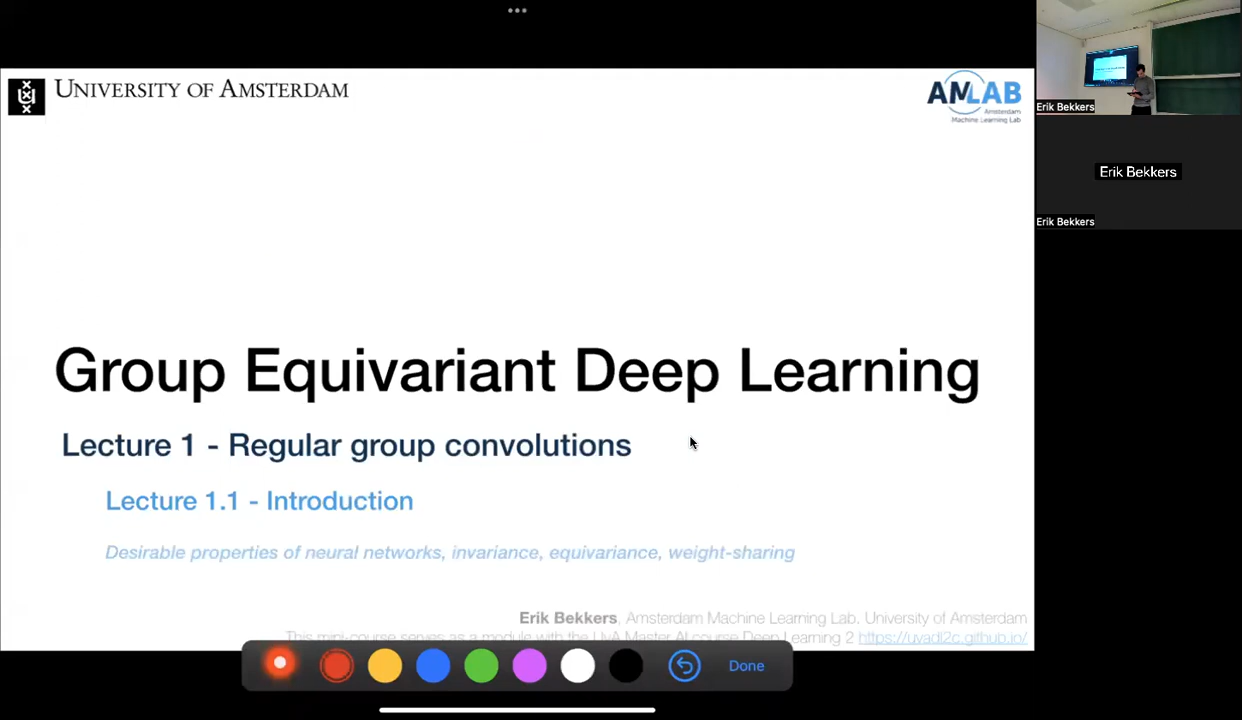 UNIVERSITY OF AMSTERDAM
AMLAB
Amsterdam
Machine Learning Lab
Erik Bekkers
Erik Bekkers
Erik Bekkers
Group Equivariant Deep Learning
Lecture 1 - Regular group convolutions
Lecture 1.1 - Introduction
Desirable properties of neural networks, invariance, equivariance, weight-sharing
Erik Bekkers, Amsterdam Machine Learning Lab, University of Amsterdam
This mini-course serves as a module with the UvA Master AI course Deep Learning 2 https://uvadl2c.github.io/
Done